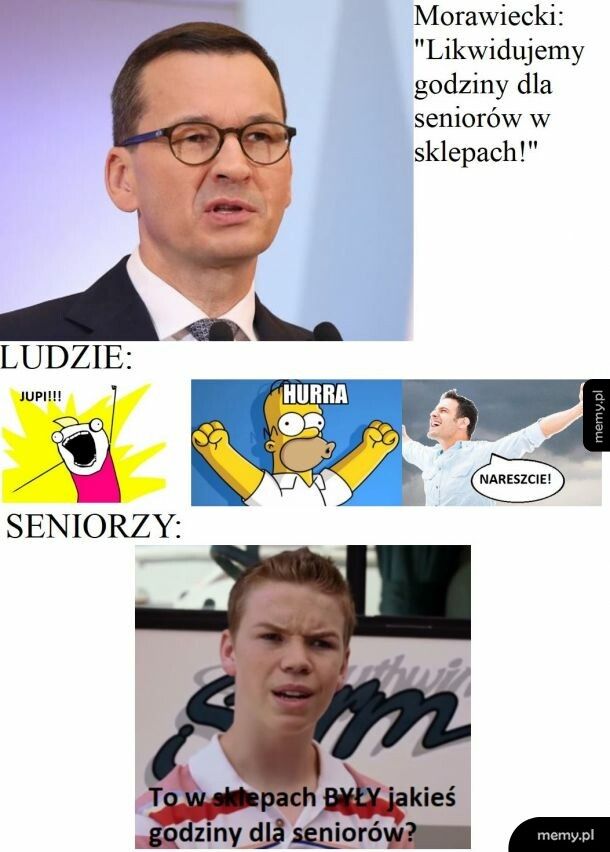 Morawiecki:
"Likwidujemy
godziny dla
seniorów w
sklepach!"
LUDZIE:
JUPI!!!
HURRA
NARESZCIE!
memy.pl
SENIORZY:
To w sklepach BYŁY jakieś
godziny dla seniorów?
memy.pl